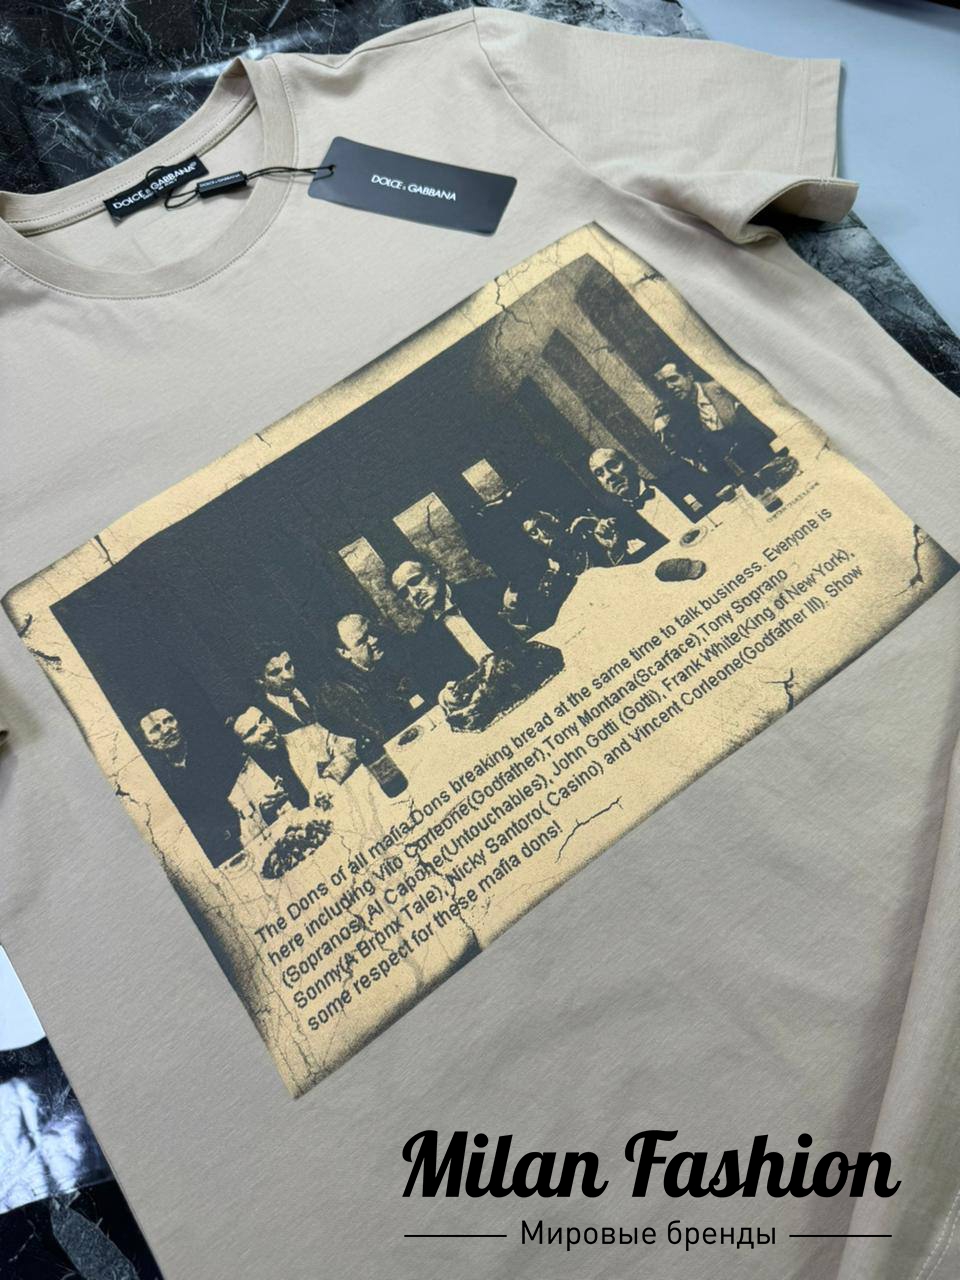 DOLCE & GABBANA
DOLCE & GABBANA
The Dons of all mafia Dons breaking bread at the same time to talk business. Everyone is
here including Vito Corleone(Godfather),Tony Montana(Scarface),Tony Soprano
(Sopranos),Al Capone(Untouchables), John Gotti (Gotti), Frank White(King of New York),
Sonny(A Bronx Tale), Nicky Santoro( Casino) and Vincent Corleone(Godfather III). Show
some respect for these mafia dons!
Milan Fashion
Мировые бренды